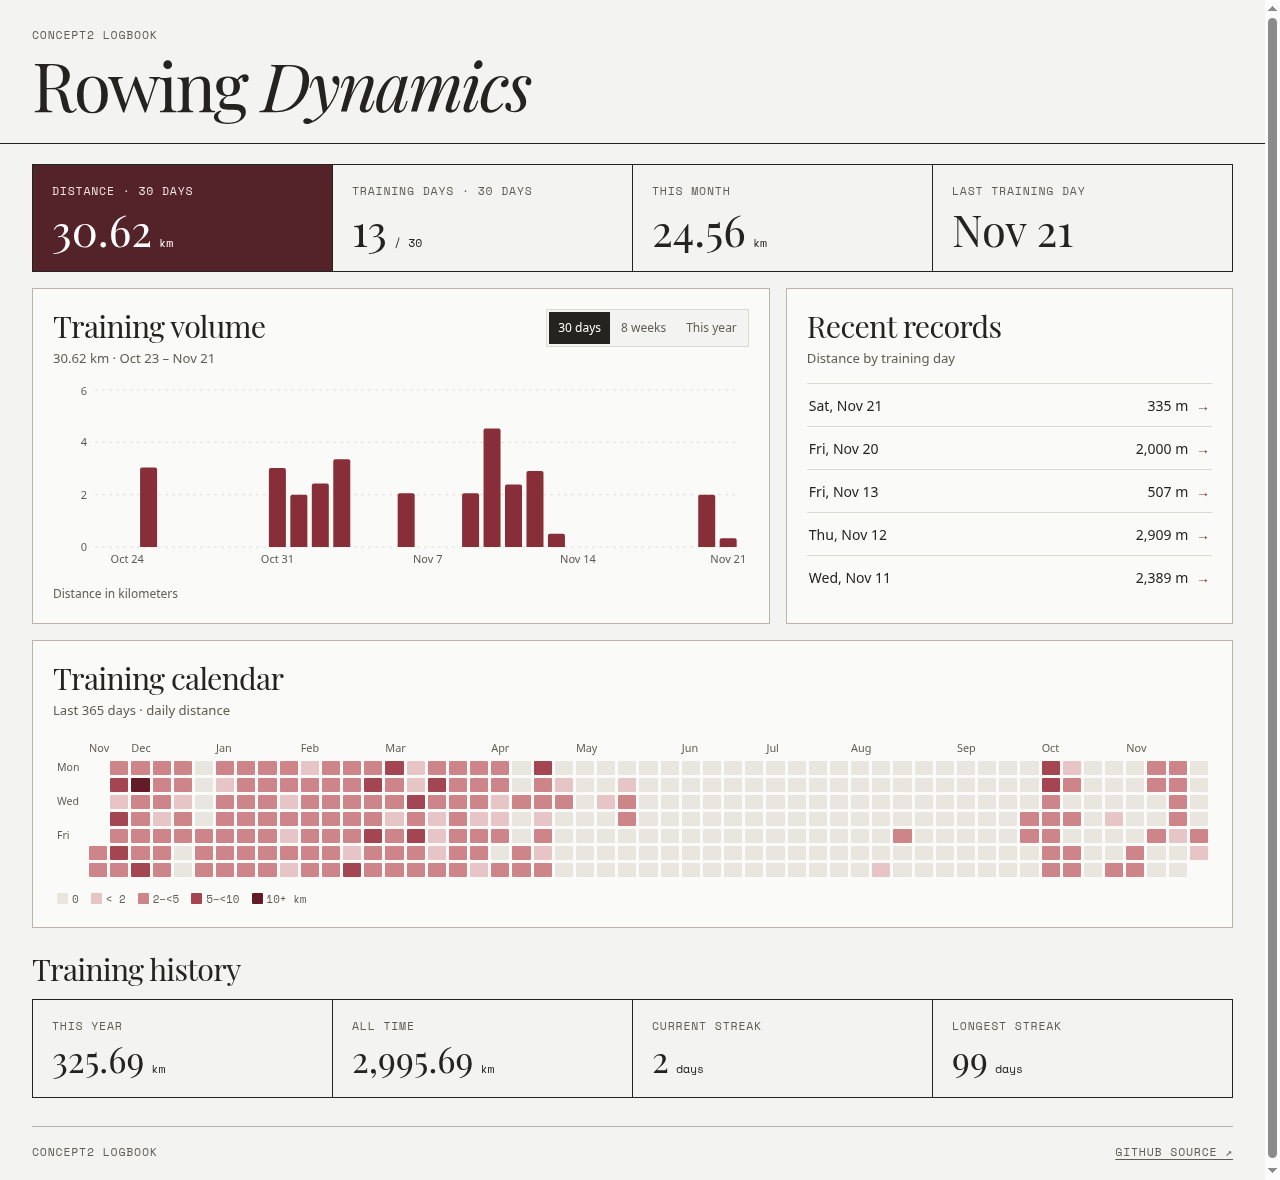 CONCEPT2 LOGBOOK
Rowing Dynamics
DISTANCE · 30 DAYS
30.62 km
TRAINING DAYS · 30 DAYS
13 / 30
THIS MONTH
24.56 km
LAST TRAINING DAY
Nov 21
Training volume
30 days 8 weeks This year
30.62 km · Oct 23 – Nov 21
6
4
2
0
Oct 24 Oct 31 Nov 7 Nov 14 Nov 21
Distance in kilometers
Recent records
Distance by training day
Sat, Nov 21 335 m →
Fri, Nov 20 2,000 m →
Fri, Nov 13 507 m →
Thu, Nov 12 2,909 m →
Wed, Nov 11 2,389 m →
Training calendar
Last 365 days · daily distance
Nov Dec Jan Feb Mar Apr May Jun Jul Aug Sep Oct Nov
Mon
Wed
Fri
0 < 2 2–<5 5–<10 10+ km
Training history
THIS YEAR
325.69 km
ALL TIME
2,995.69 km
CURRENT STREAK
2 days
LONGEST STREAK
99 days
CONCEPT2 LOGBOOK
GITHUB SOURCE ↗